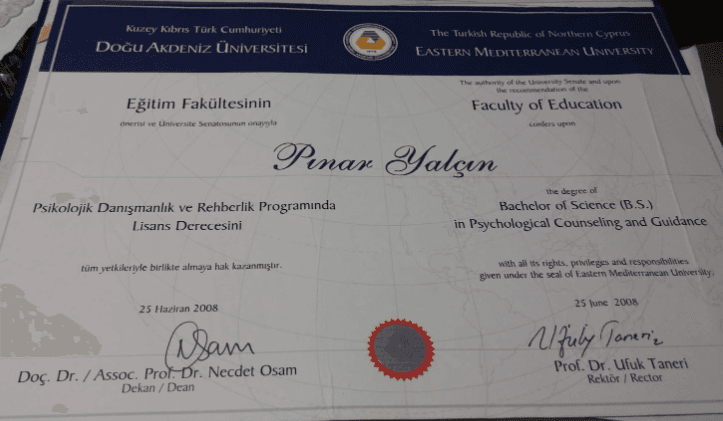 Kuzey Kıbrıs Türk Cumhuriyeti
DOĞU AKDENİZ ÜNİVERSİTESİ
The Turkish Republic of Northern Cyprus
EASTERN MEDITERRANEAN UNIVERSITY
Eğitim Fakültesinin
önerisi ve Üniversite Senatosunun onayıyla
The authority of the University Senate and upon
the recommendation of the
Faculty of Education
confers upon
Pınar Yalçın
Psikolojik Danışmanlık ve Rehberlik Programında
Lisans Derecesini
tüm yetkileriyle birlikte almaya hak kazanmıştır.
the degree of
Bachelor of Science (B.S.)
in Psychological Counseling and Guidance
with all its rights, privileges and responsibilities
given under the seal of Eastern Mediterranean University.
25 Haziran 2008
25 June 2008
Osam
Ufuk Taneri
Doç. Dr. / Assoc. Prof. Dr. Necdet Osam
Dekan / Dean
Prof. Dr. Ufuk Taneri
Rektör / Rector